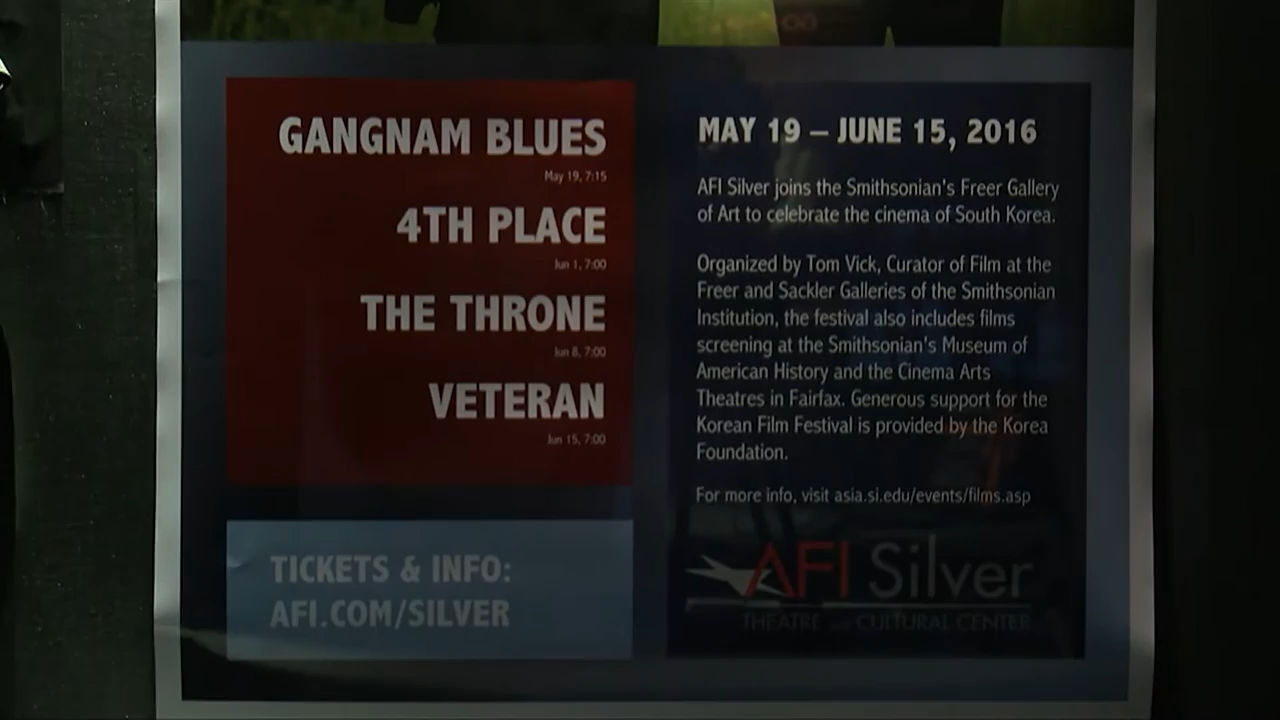 GANGNAM BLUES
May 19, 7:15
4TH PLACE
Jun 1, 7:00
THE THRONE
Jun 8, 7:00
VETERAN
Jun 15, 7:00
TICKETS & INFO:
AFI.COM/SILVER
MAY 19 – JUNE 15, 2016
AFI Silver joins the Smithsonian's Freer Gallery
of Art to celebrate the cinema of South Korea.
Organized by Tom Vick, Curator of Film at the
Freer and Sackler Galleries of the Smithsonian
Institution, the festival also includes films
screening at the Smithsonian's Museum of
American History and the Cinema Arts
Theatres in Fairfax. Generous support for the
Korean Film Festival is provided by the Korea
Foundation.
For more info, visit asia.si.edu/events/films.asp
AFI Silver
THEATRE AND CULTURAL CENTER